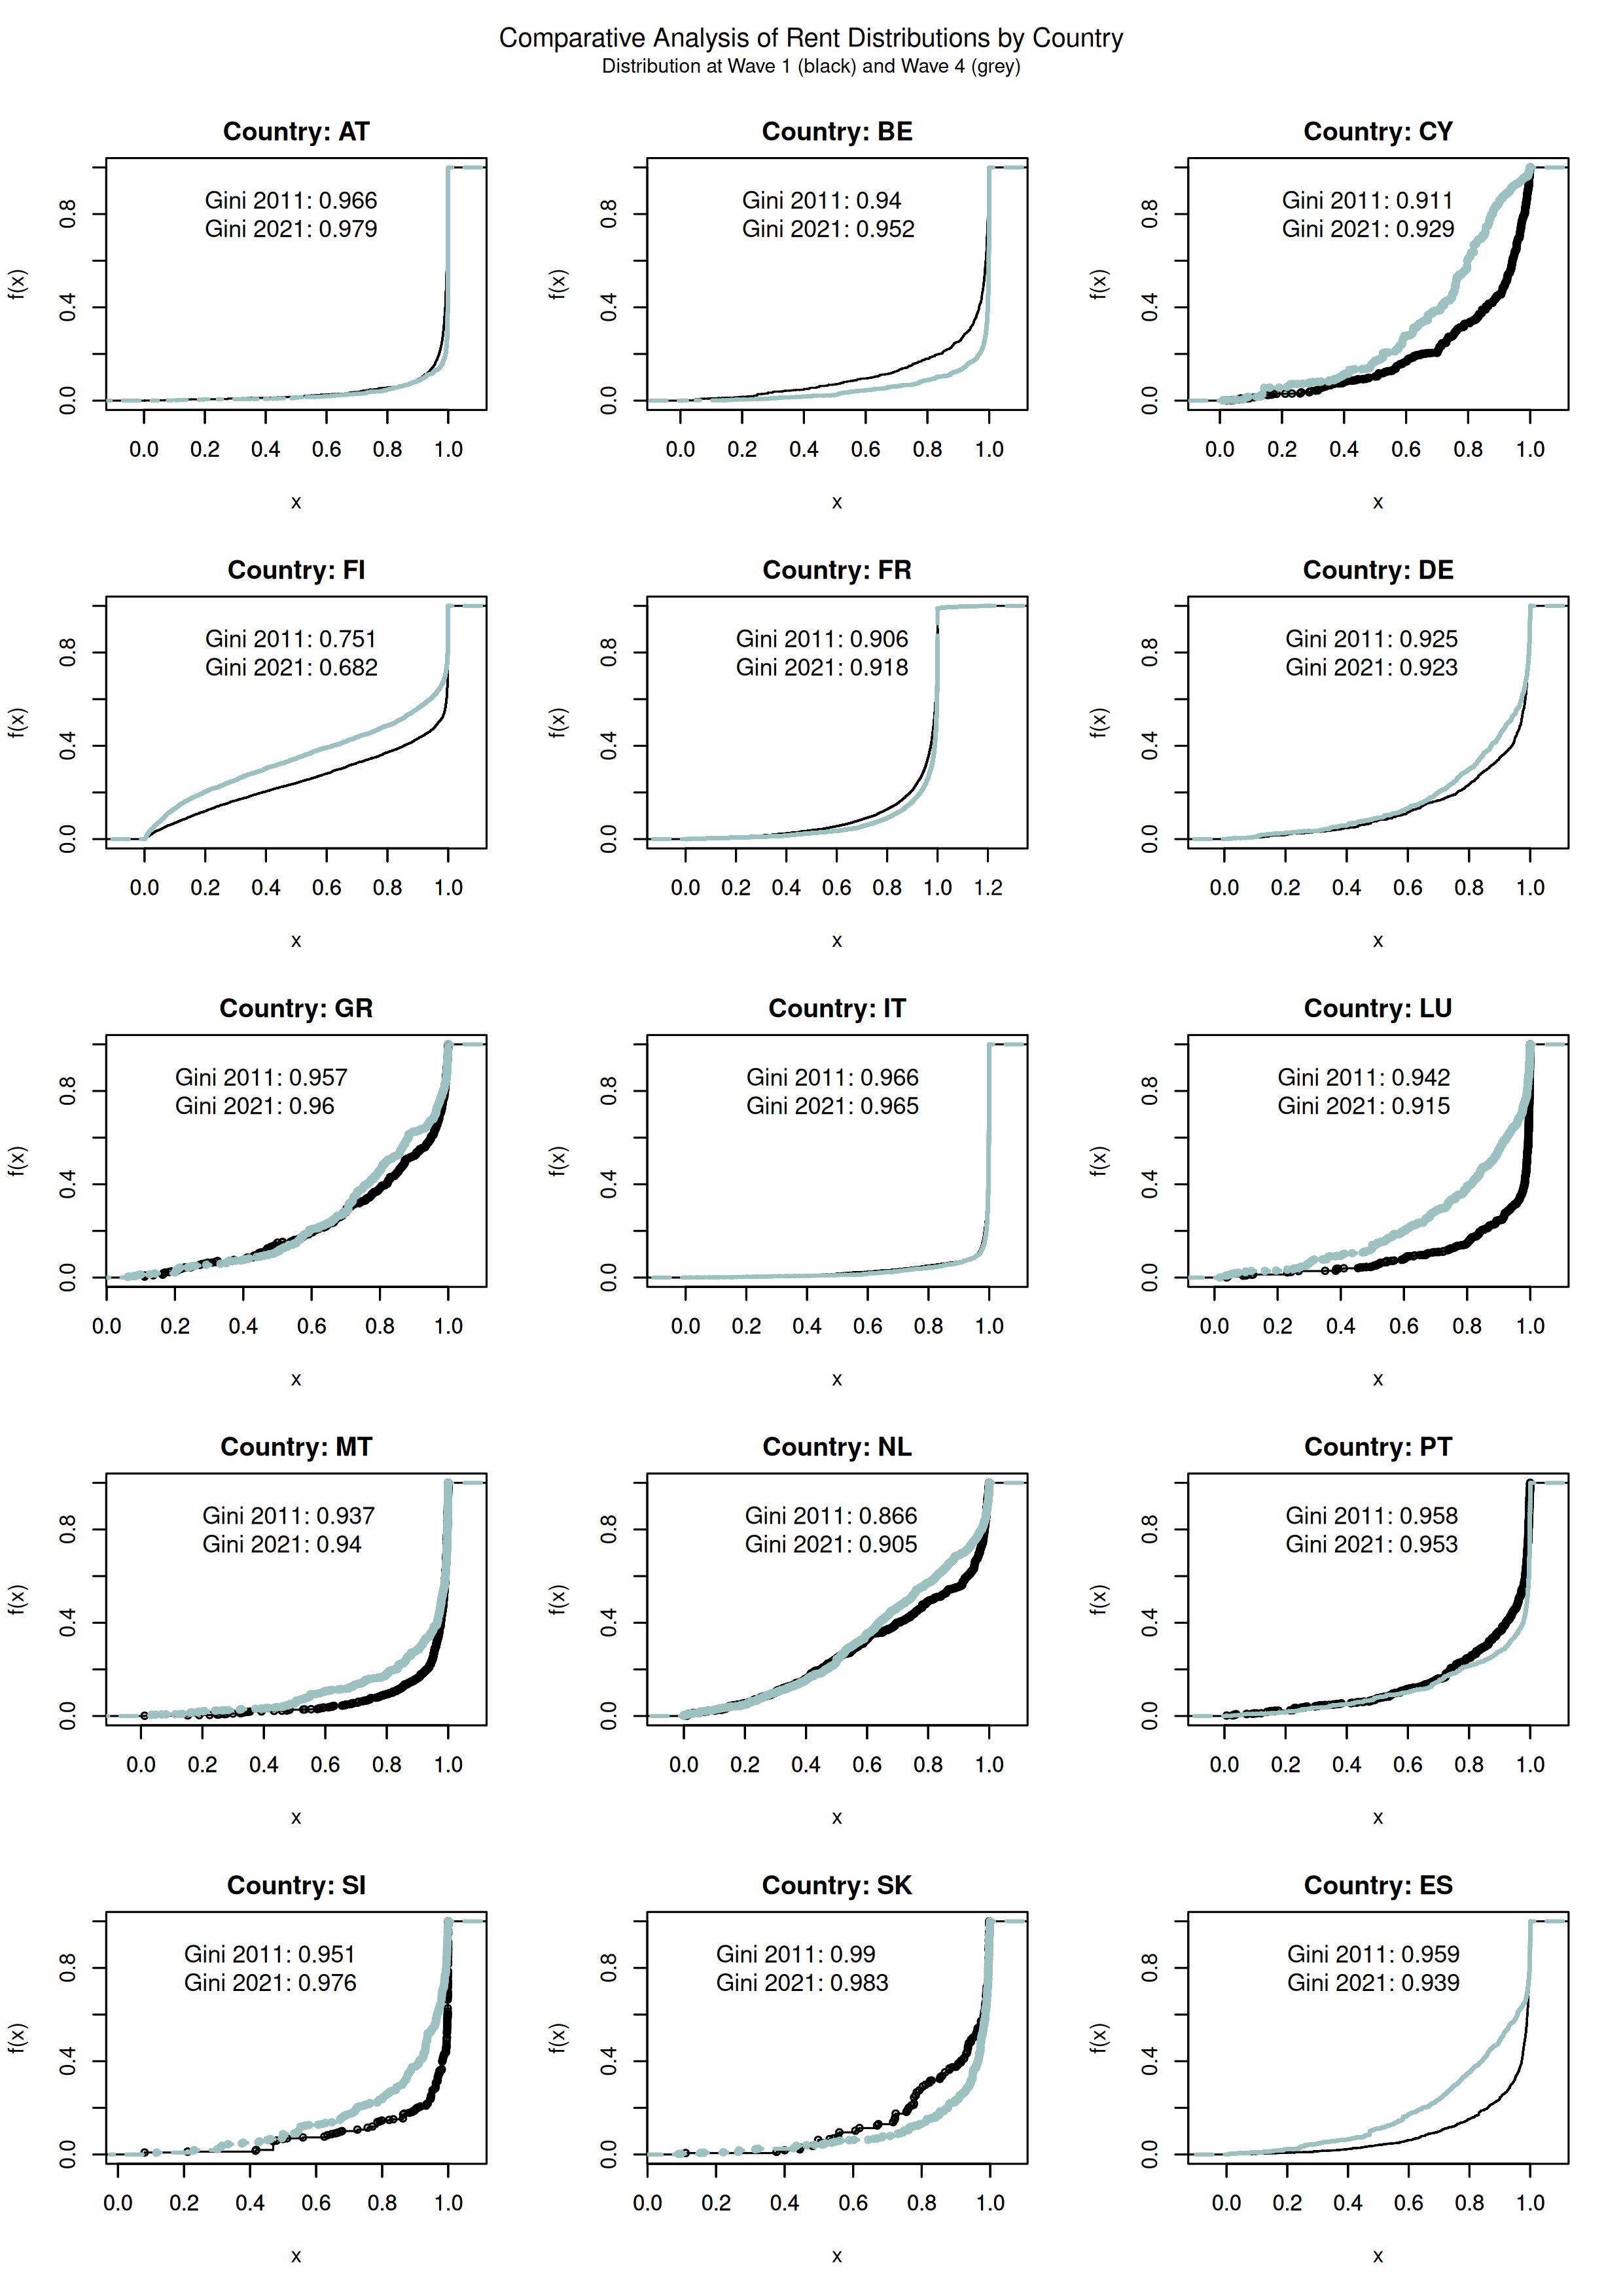 Comparative Analysis of Rent Distributions by Country
Distribution at Wave 1 (black) and Wave 4 (grey)
Country: AT
Gini 2011: 0.966
Gini 2021: 0.979
f(x)
0.0 0.4 0.8
0.0 0.2 0.4 0.6 0.8 1.0
x
Country: BE
Gini 2011: 0.94
Gini 2021: 0.952
f(x)
0.0 0.4 0.8
0.0 0.2 0.4 0.6 0.8 1.0
x
Country: CY
Gini 2011: 0.911
Gini 2021: 0.929
f(x)
0.0 0.4 0.8
0.0 0.2 0.4 0.6 0.8 1.0
x
Country: FI
Gini 2011: 0.751
Gini 2021: 0.682
f(x)
0.0 0.4 0.8
0.0 0.2 0.4 0.6 0.8 1.0
x
Country: FR
Gini 2011: 0.906
Gini 2021: 0.918
f(x)
0.0 0.4 0.8
0.0 0.2 0.4 0.6 0.8 1.0 1.2
x
Country: DE
Gini 2011: 0.925
Gini 2021: 0.923
f(x)
0.0 0.4 0.8
0.0 0.2 0.4 0.6 0.8 1.0
x
Country: GR
Gini 2011: 0.957
Gini 2021: 0.96
f(x)
0.0 0.4 0.8
0.0 0.2 0.4 0.6 0.8 1.0
x
Country: IT
Gini 2011: 0.966
Gini 2021: 0.965
f(x)
0.0 0.4 0.8
0.0 0.2 0.4 0.6 0.8 1.0
x
Country: LU
Gini 2011: 0.942
Gini 2021: 0.915
f(x)
0.0 0.4 0.8
0.0 0.2 0.4 0.6 0.8 1.0
x
Country: MT
Gini 2011: 0.937
Gini 2021: 0.94
f(x)
0.0 0.4 0.8
0.0 0.2 0.4 0.6 0.8 1.0
x
Country: NL
Gini 2011: 0.866
Gini 2021: 0.905
f(x)
0.0 0.4 0.8
0.0 0.2 0.4 0.6 0.8 1.0
x
Country: PT
Gini 2011: 0.958
Gini 2021: 0.953
f(x)
0.0 0.4 0.8
0.0 0.2 0.4 0.6 0.8 1.0
x
Country: SI
Gini 2011: 0.951
Gini 2021: 0.976
f(x)
0.0 0.4 0.8
0.0 0.2 0.4 0.6 0.8 1.0
x
Country: SK
Gini 2011: 0.99
Gini 2021: 0.983
f(x)
0.0 0.4 0.8
0.0 0.2 0.4 0.6 0.8 1.0
x
Country: ES
Gini 2011: 0.959
Gini 2021: 0.939
f(x)
0.0 0.4 0.8
0.0 0.2 0.4 0.6 0.8 1.0
x